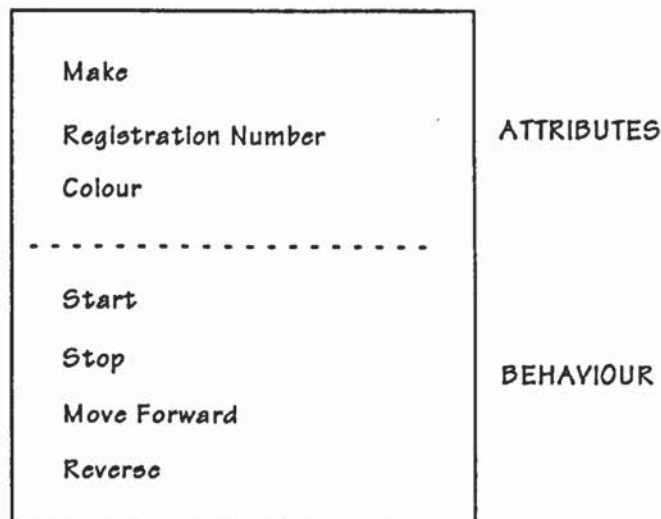 Make
Registration Number
ATTRIBUTES
Colour
Start
Stop
BEHAVIOUR
Move Forward
Reverse